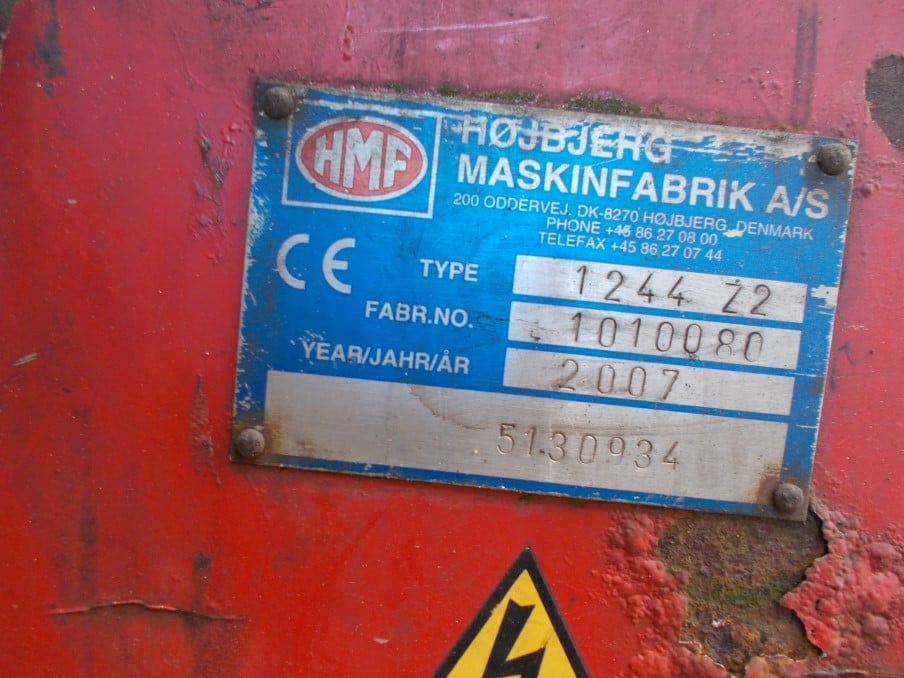 HMF
HØJBJERG
MASKINFABRIK A/S
200 ODDERVEJ. DK-8270 HØJBJERG, DENMARK
PHONE +45 86 27 08 00
TELEFAX +45 86 27 07 44
CE
TYPE 1244 Z2
FABR.NO. 1010080
YEAR/JAHR/ÅR 2007
5130934